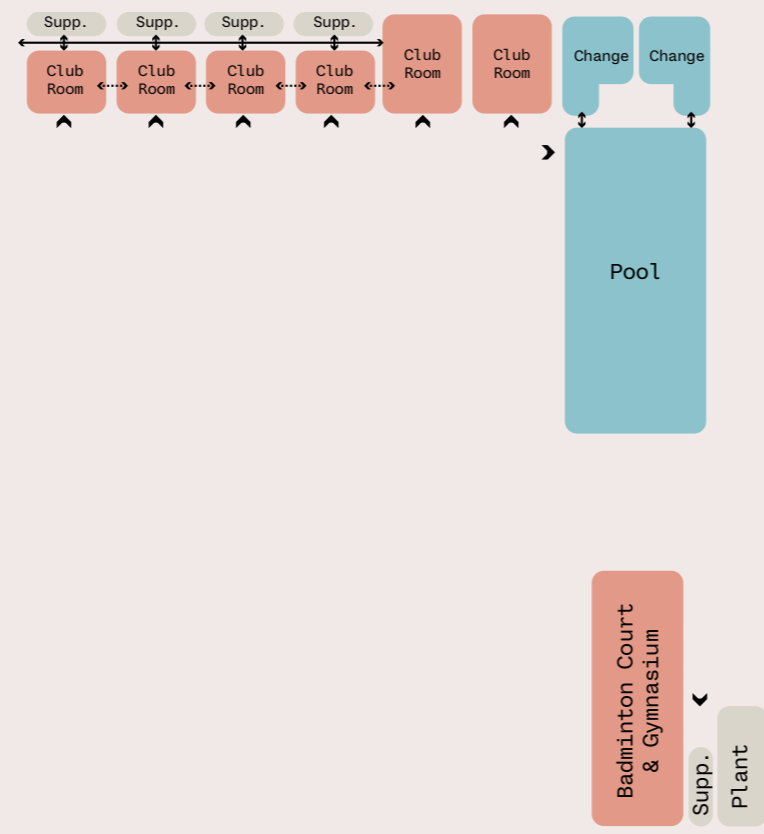 Supp.
Supp.
Supp.
Supp.
Club
Room
Club
Room
Club
Room
Club
Room
Club
Room
Club
Room
Change
Change
Pool
Badminton Court
& Gymnasium
Supp.
Plant